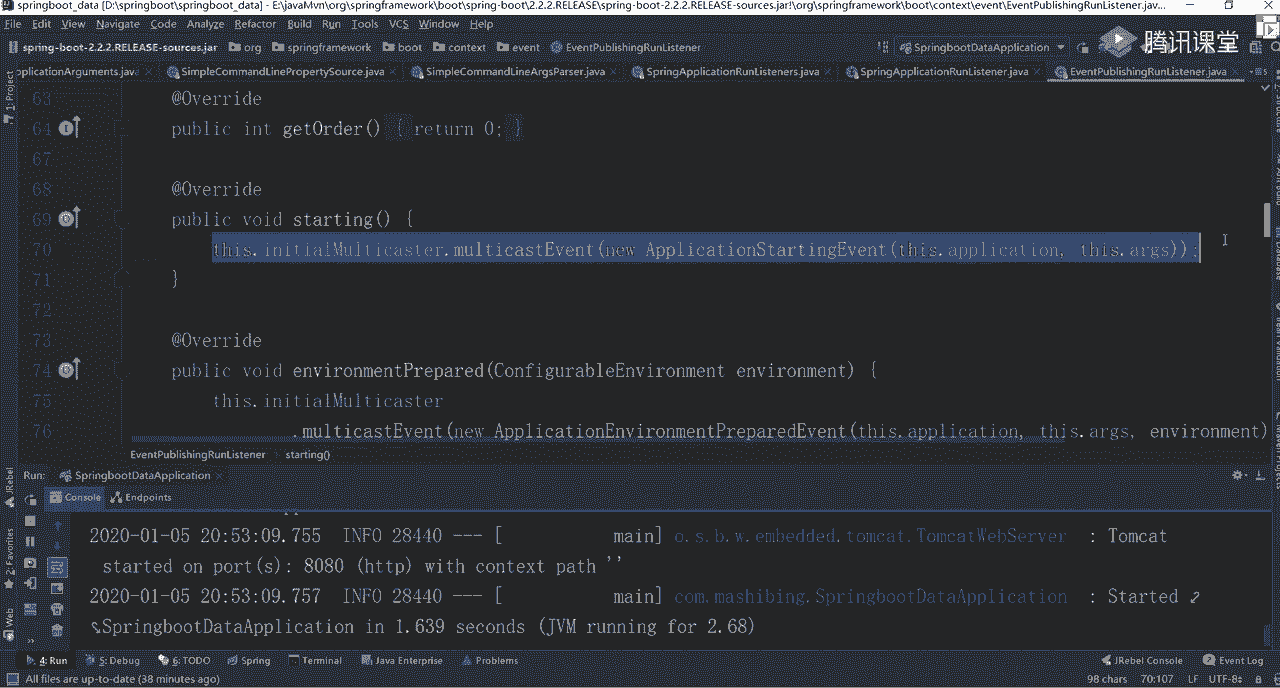 springboot_data [D:\springboot\springboot_data] - E:\javaMvn\org\springframework\boot\spring-boot\2.2.2.RELEASE\spring-boot-2.2.2.RELEASE-sources.jar!\org\springframework\boot\context\event\EventPublishingRunListener.jav...
File Edit View Navigate Code Analyze Refactor Build Run Tools VCS Window Help
spring-boot-2.2.2.RELEASE-sources.jar org springframework boot context event EventPublishingRunListener SpringbootDataApplication 腾讯课堂
pplicationArguments.java SimpleCommandLinePropertySource.java SimpleCommandLineArgsParser.java SpringApplicationRunListeners.java SpringApplicationRunListener.java EventPublishingRunListener.java
1: Project
63 @Override
64 public int getOrder() { return 0; }
67
68 @Override
69 public void starting() {
70 this.initialMulticaster.multicastEvent(new ApplicationStartingEvent(this.application, this.args));
71 }
72
73 @Override
74 public void environmentPrepared(ConfigurableEnvironment environment) {
75 this.initialMulticaster
76 .multicastEvent(new ApplicationEnvironmentPreparedEvent(this.application, this.args, environment)
EventPublishingRunListener starting()
Run: SpringbootDataApplication
Console Endpoints
JRebel
2: Favorites
Web
2020-01-05 20:53:09.755 INFO 28440 --- [ main] o.s.b.w.embedded.tomcat.TomcatWebServer : Tomcat
started on port(s): 8080 (http) with context path ''
2020-01-05 20:53:09.757 INFO 28440 --- [ main] com.mashibing.SpringbootDataApplication : Started
SpringbootDataApplication in 1.639 seconds (JVM running for 2.68)
4: Run 5: Debug 6: TODO Spring Terminal Java Enterprise Problems JRebel Console Event Log
All files are up-to-date (38 minutes ago) 98 chars 70:107 LF UTF-8